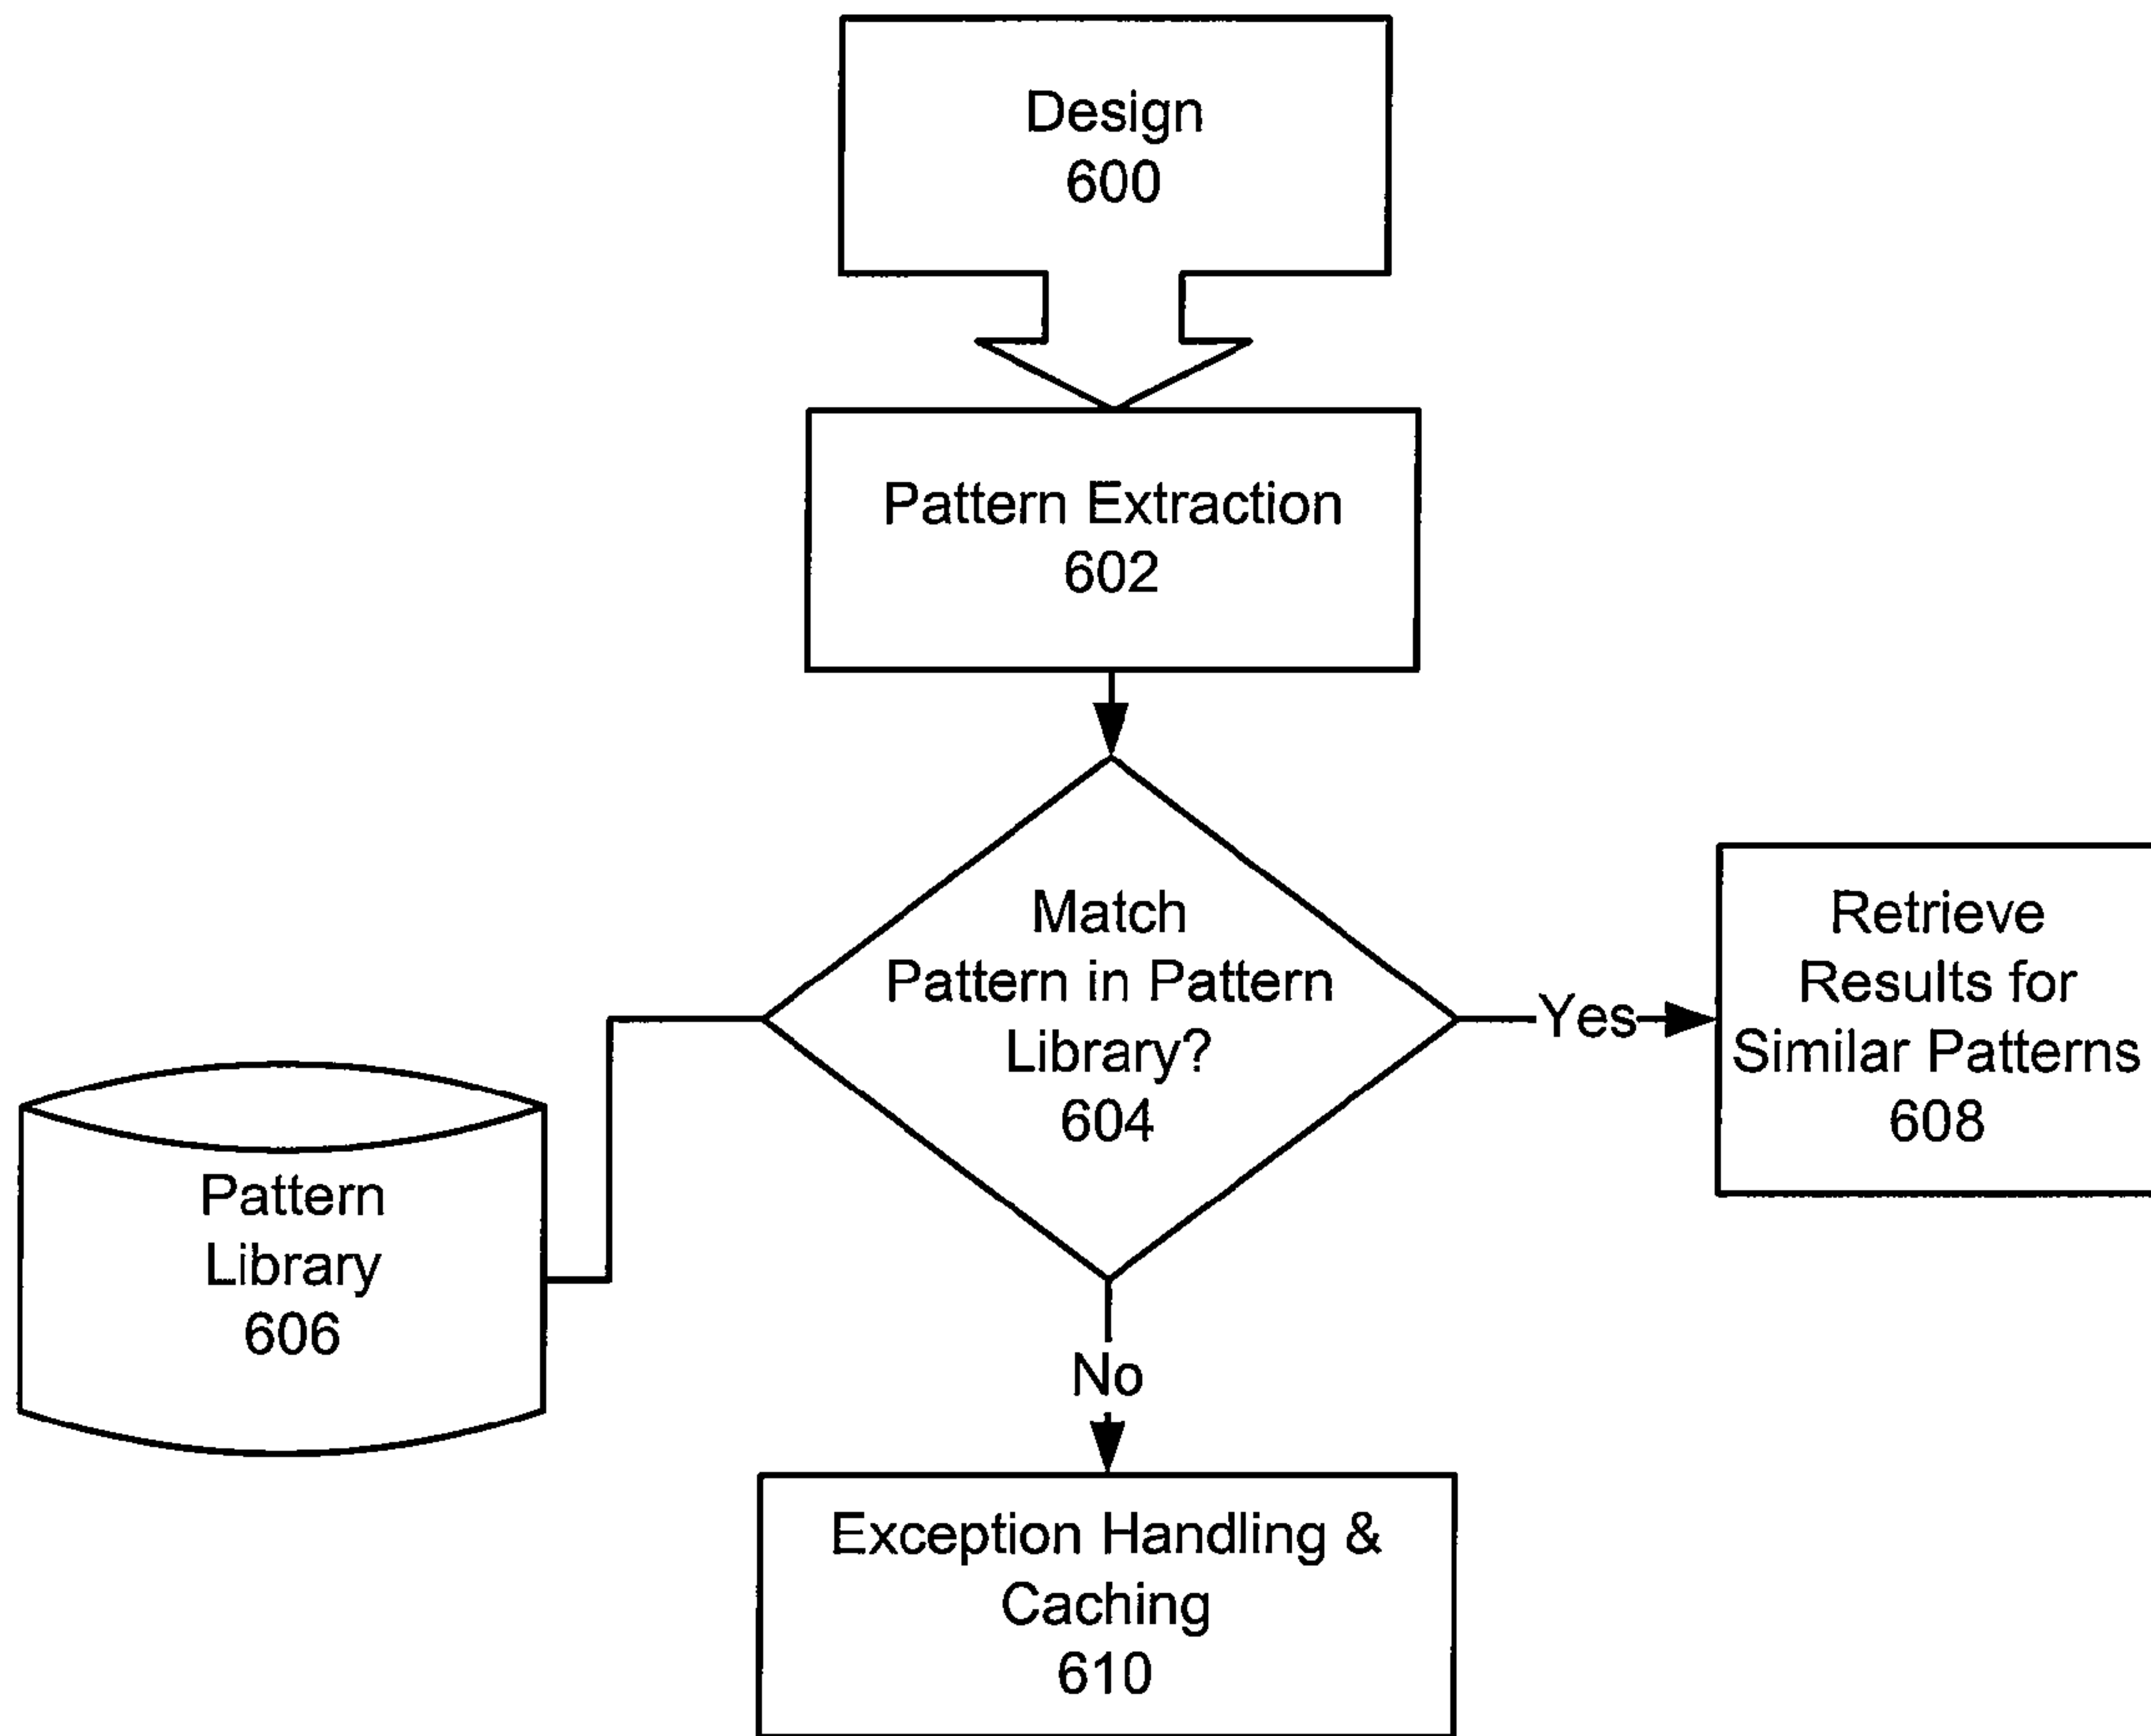 Design
600
Pattern Extraction
602
Match
Pattern in Pattern
Library?
604
Yes
Retrieve
Results for
Similar Patterns
608
Pattern
Library
606
No
Exception Handling &
Caching
610